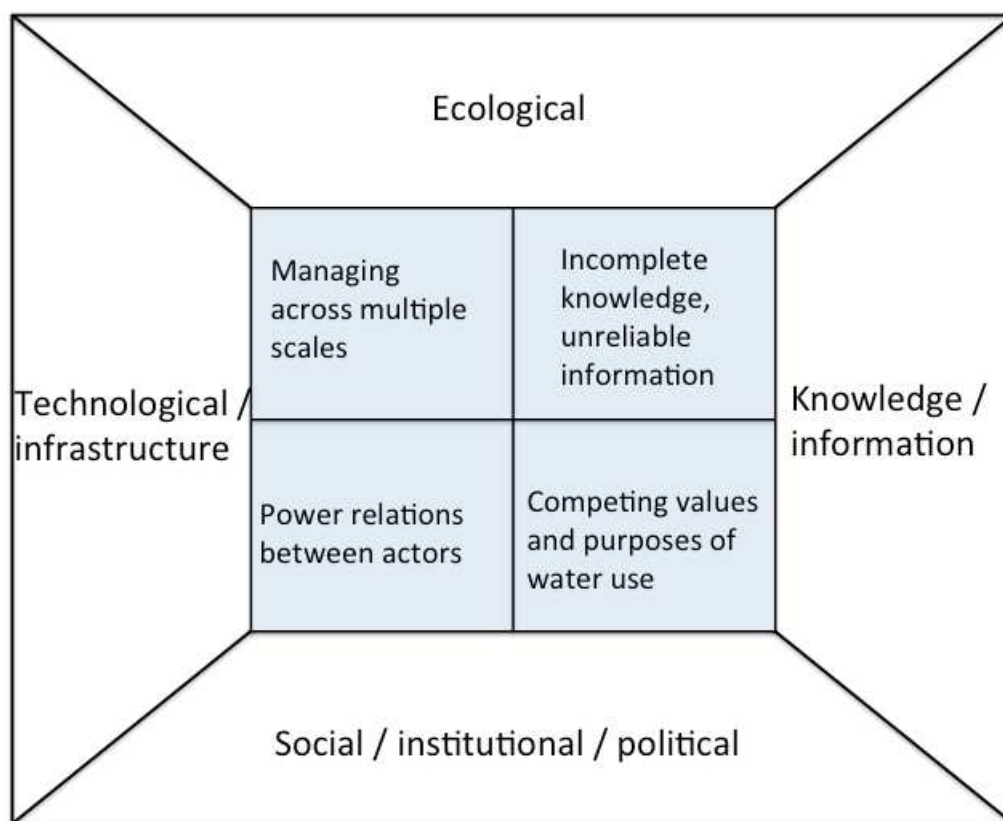 Ecological
Managing
across multiple
scales
Incomplete
knowledge,
unreliable
information
Technological /
infrastructure
Knowledge /
information
Power relations
between actors
Competing values
and purposes of
water use
Social / institutional / political